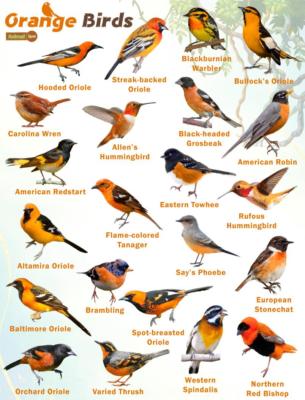 Orange Birds
Animal
Spot
Hooded Oriole
Streak-backed
Oriole
Blackburnian
Warbler
Bullock's Oriole
Carolina Wren
Allen's
Hummingbird
Black-headed
Grosbeak
American Robin
American Redstart
Flame-colored
Tanager
Eastern Towhee
Rufous
Hummingbird
Altamira Oriole
Say's Phoebe
European
Stonechat
Baltimore Oriole
Brambling
Spot-breasted
Oriole
Orchard Oriole
Varied Thrush
Western
Spindalis
Northern
Red Bishop